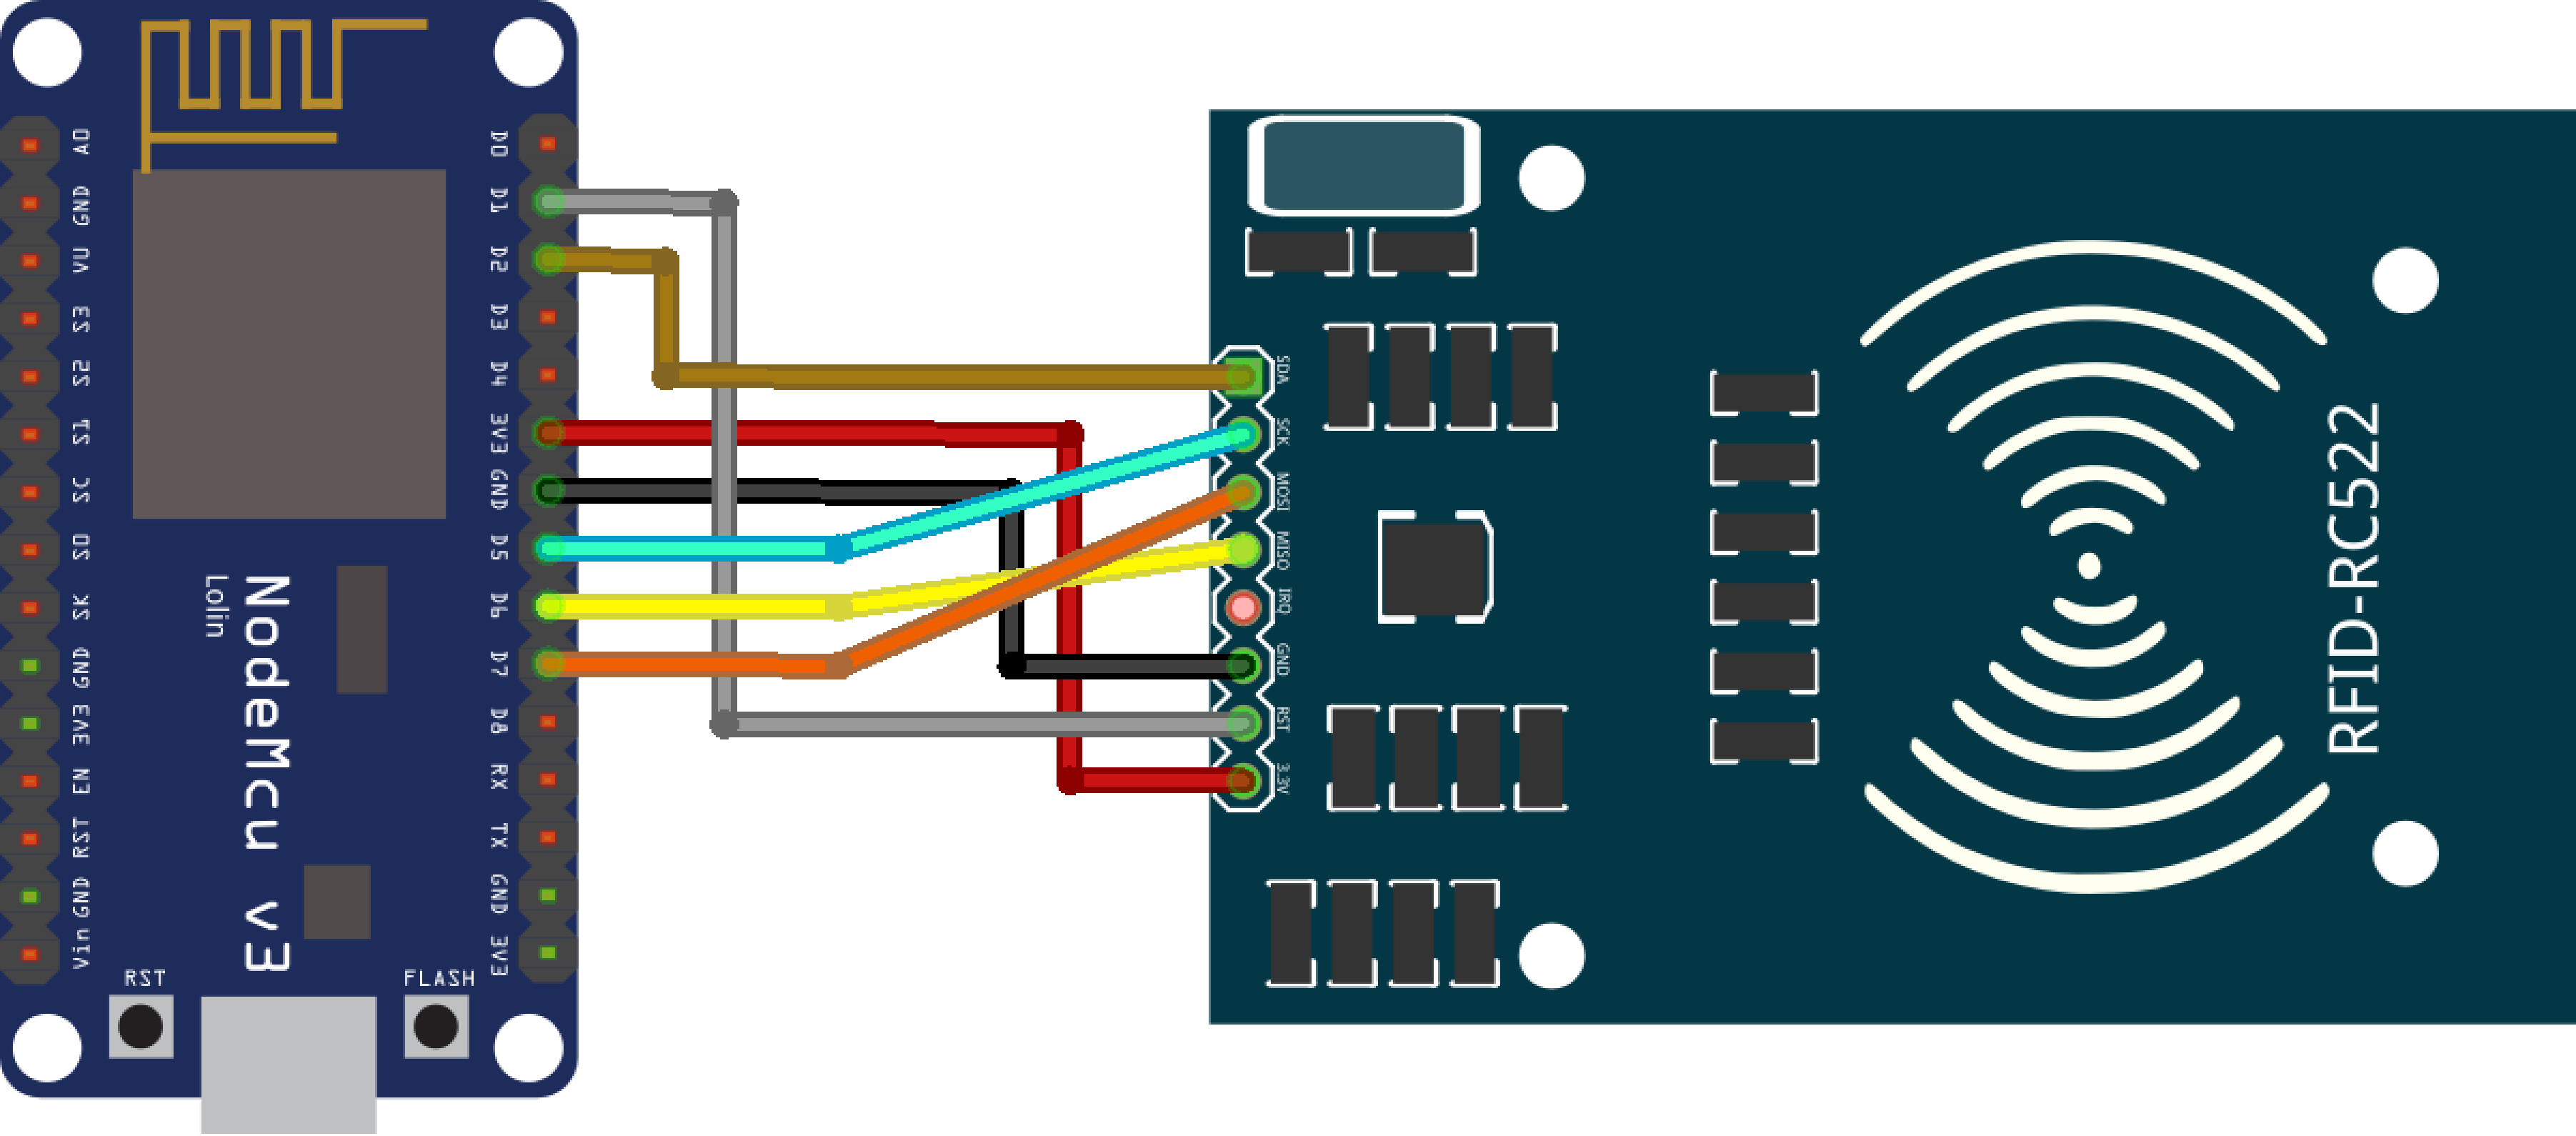 A0
GND
VU
S3
S2
S1
SC
S0
SK
GND
3V3
EN
RST
GND
Vin
D0
D1
D2
D3
D4
3V3
GND
D5
D6
D7
D8
RX
TX
GND
3V3
NodeMcu v3
Lolin
RST
FLASH
SDA
SCK
MOSI
MISO
IRQ
GND
RST
3.3V
RFID-RC522